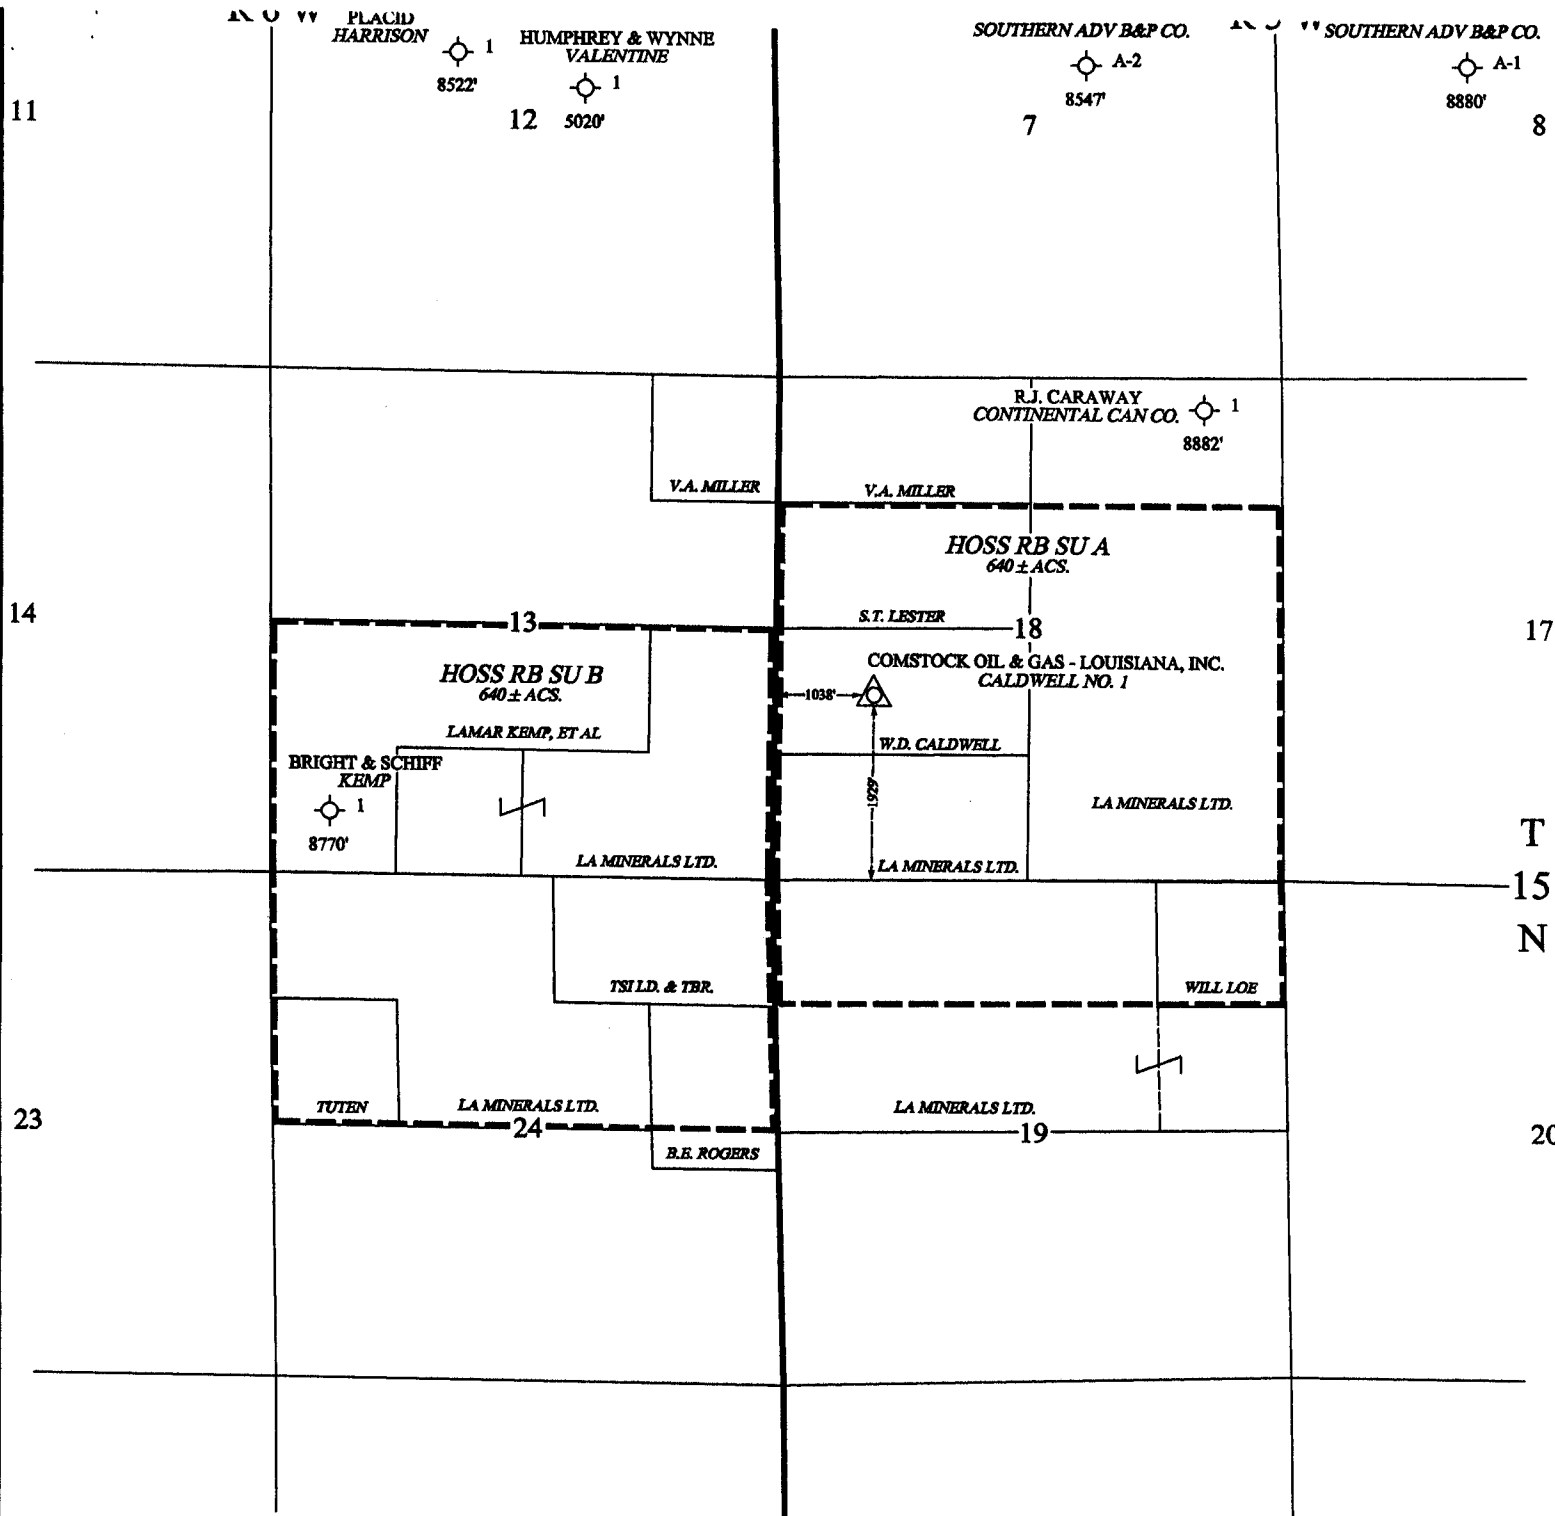 R 6 W
PLACID
HARRISON
1
8522'
HUMPHREY & WYNNE
VALENTINE
1
5020'
SOUTHERN ADV B&P CO.
A-2
8547'
R 5 W
SOUTHERN ADV B&P CO.
A-1
8880'
11
12
7
8
R.J. CARAWAY
CONTINENTAL CAN CO.
1
8882'
V.A. MILLER
V.A. MILLER
HOSS RB SU A
640 ± ACS.
14
13
S.T. LESTER
18
17
HOSS RB SU B
640 ± ACS.
COMSTOCK OIL & GAS - LOUISIANA, INC.
CALDWELL NO. 1
1038'
LAMAR KEMP, ET AL
W.D. CALDWELL
BRIGHT & SCHIFF
KEMP
1
8770'
1929'
LA MINERALS LTD.
T
LA MINERALS LTD.
LA MINERALS LTD.
15
N
TSI LD. & TBR.
WILL LOE
TUTEN
LA MINERALS LTD.
LA MINERALS LTD.
23
24
19
20
B.E. ROGERS